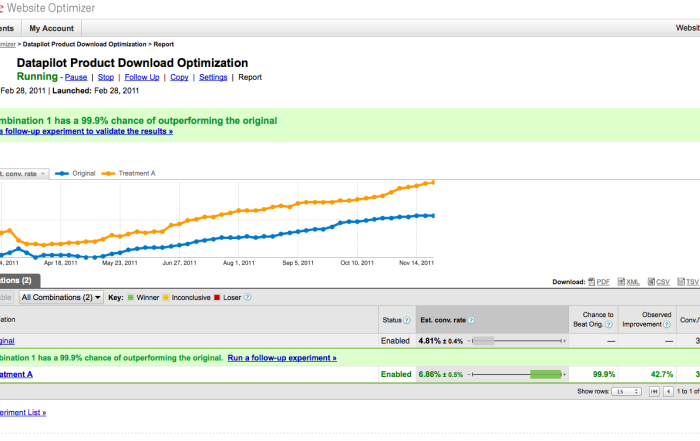 Website Optimizer
ents My Account Websit
mizer > Datapilot Product Download Optimization > Report
Datapilot Product Download Optimization
Running - Pause | Stop | Follow Up | Copy | Settings | Report
Feb 28, 2011 | Launched: Feb 28, 2011
mbination 1 has a 99.9% chance of outperforming the original
a follow-up experiment to validate the results »
st. conv. rate Original Treatment A
4, 2011 Apr 18, 2011 May 23, 2011 Jun 27, 2011 Aug 1, 2011 Sep 5, 2011 Oct 10, 2011 Nov 14, 2011
ations (2) Download: PDF XML CSV TSV
ble All Combinations (2) Key: Winner Inconclusive Loser ?
ation Status ? Est. conv. rate ? Chance to Beat Orig. ? Observed Improvement ? Conv./
ginal Enabled 4.81% ± 0.4% — — 3
bination 1 has a 99.9% chance of outperforming the original. Run a follow-up experiment »
eatment A Enabled 6.86% ± 0.5% 99.9% 42.7% 3
Show rows: 15 1 to 1 of
eriment List »